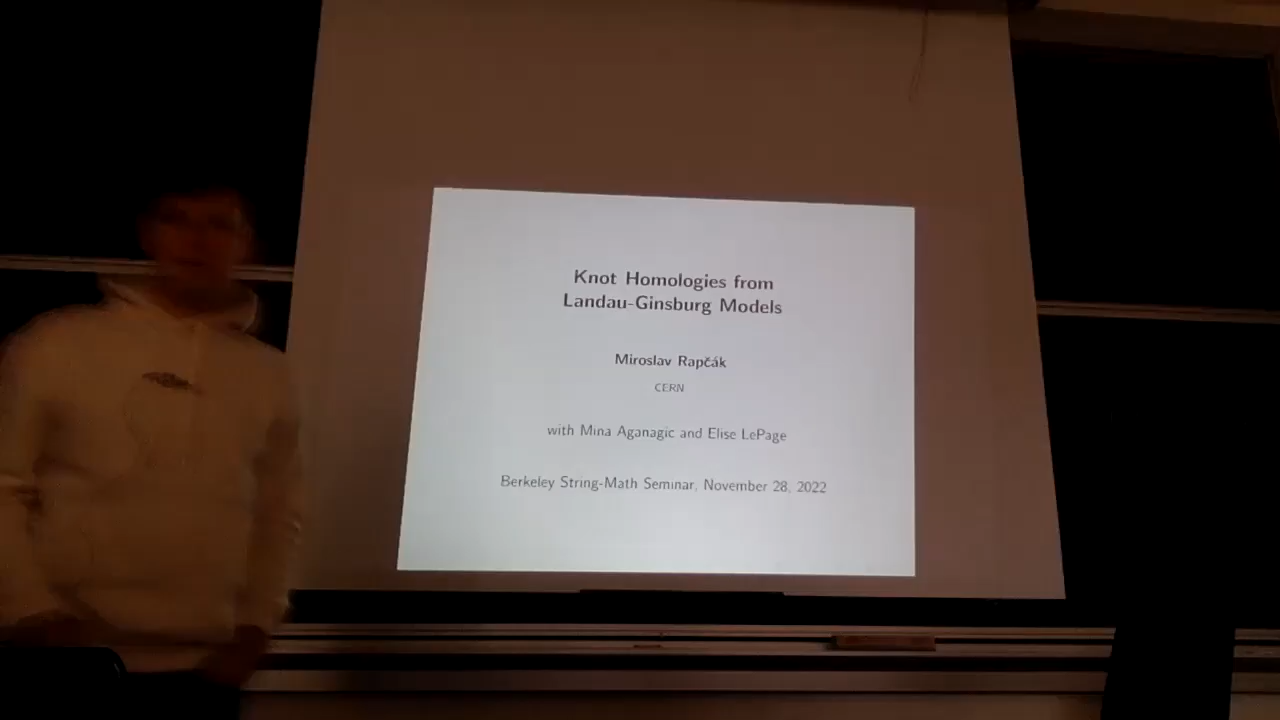 Knot Homologies from
Landau-Ginsburg Models
Miroslav Rapčák
CERN
with Mina Aganagic and Elise LePage
Berkeley String-Math Seminar, November 28, 2022